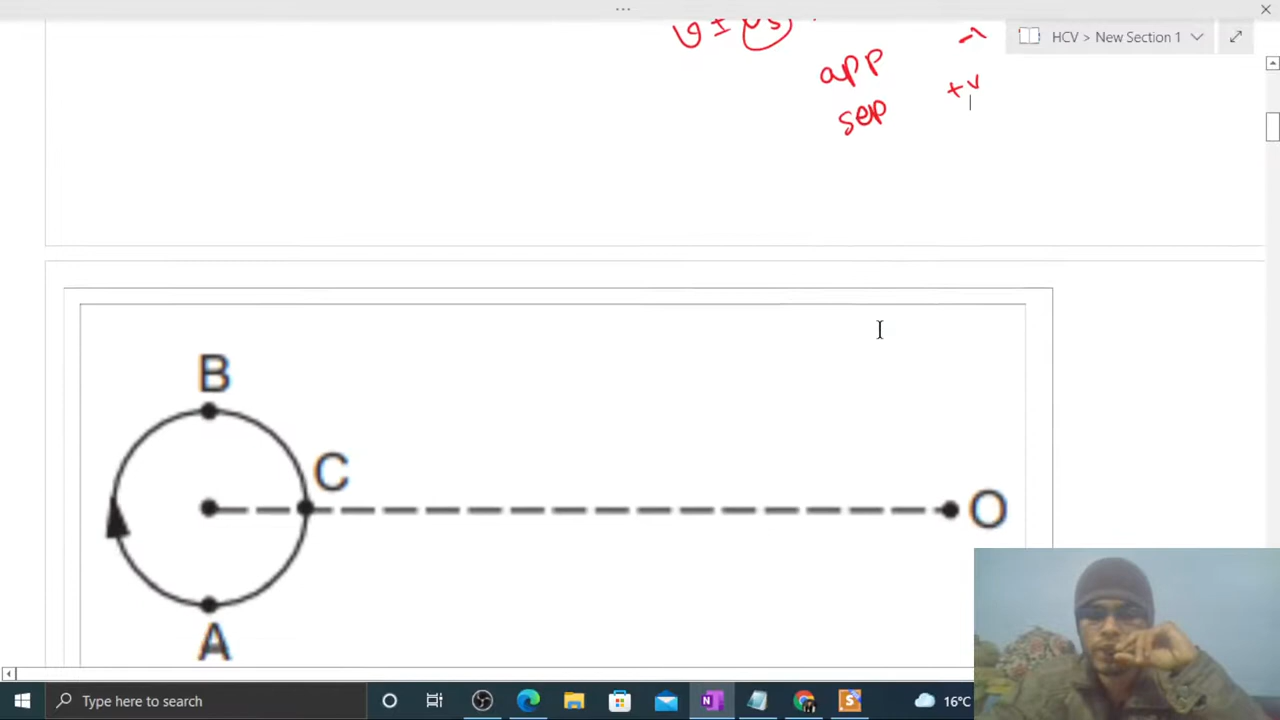 ...
HCV > New Section 1
app
sep +v
B
C
O
A
Type here to search
16°C